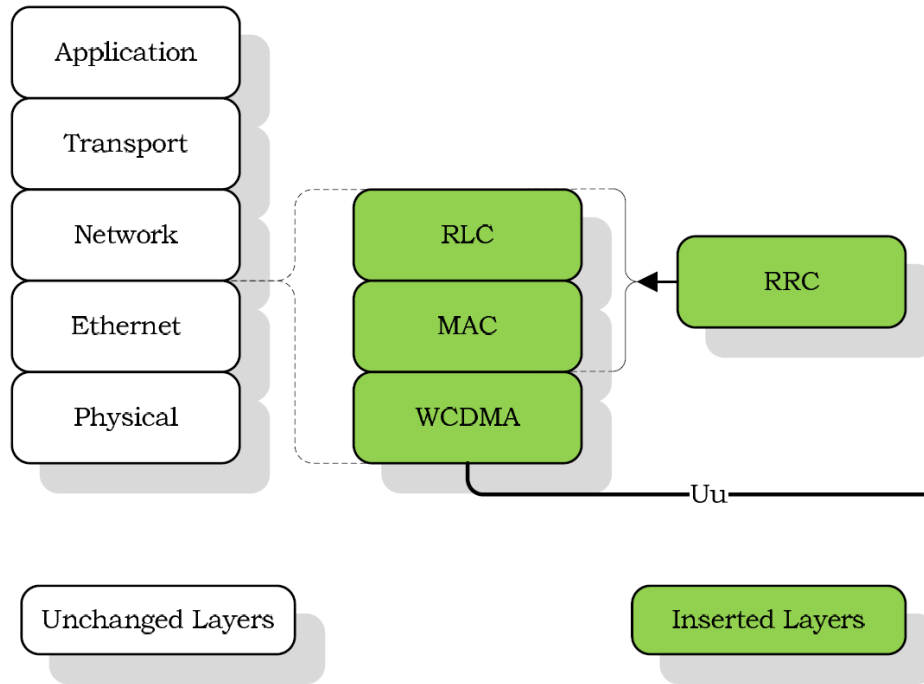 Application
Transport
Network
Ethernet
Physical
RLC
MAC
WCDMA
RRC
Uu
Unchanged Layers
Inserted Layers